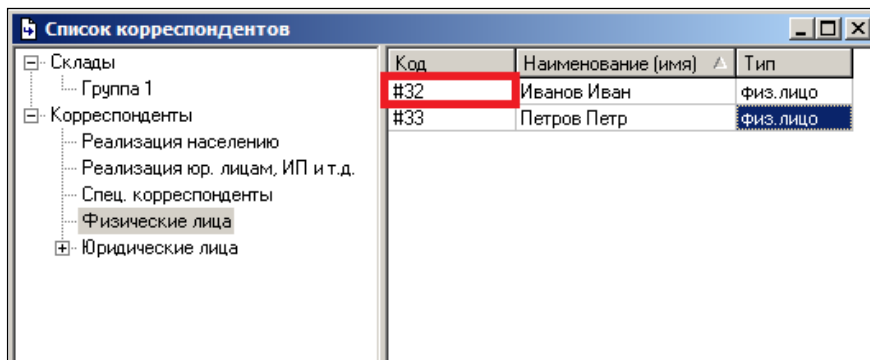 Список корреспондентов
Склады
Группа 1
Корреспонденты
Реализация населению
Реализация юр. лицам, ИП и т.д.
Спец. корреспонденты
Физические лица
Юридические лица
Код Наименование (имя) Тип
#32 Иванов Иван физ.лицо
#33 Петров Петр физ.лицо